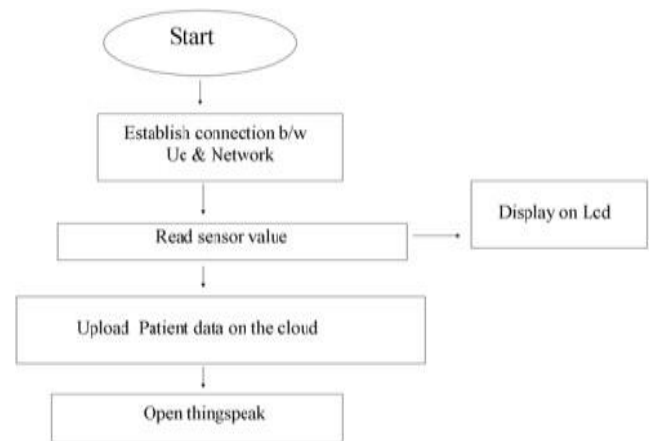 Start
Establish connection b/w
Uc & Network
Read sensor value
Display on Lcd
Upload Patient data on the cloud
Open thingspeak